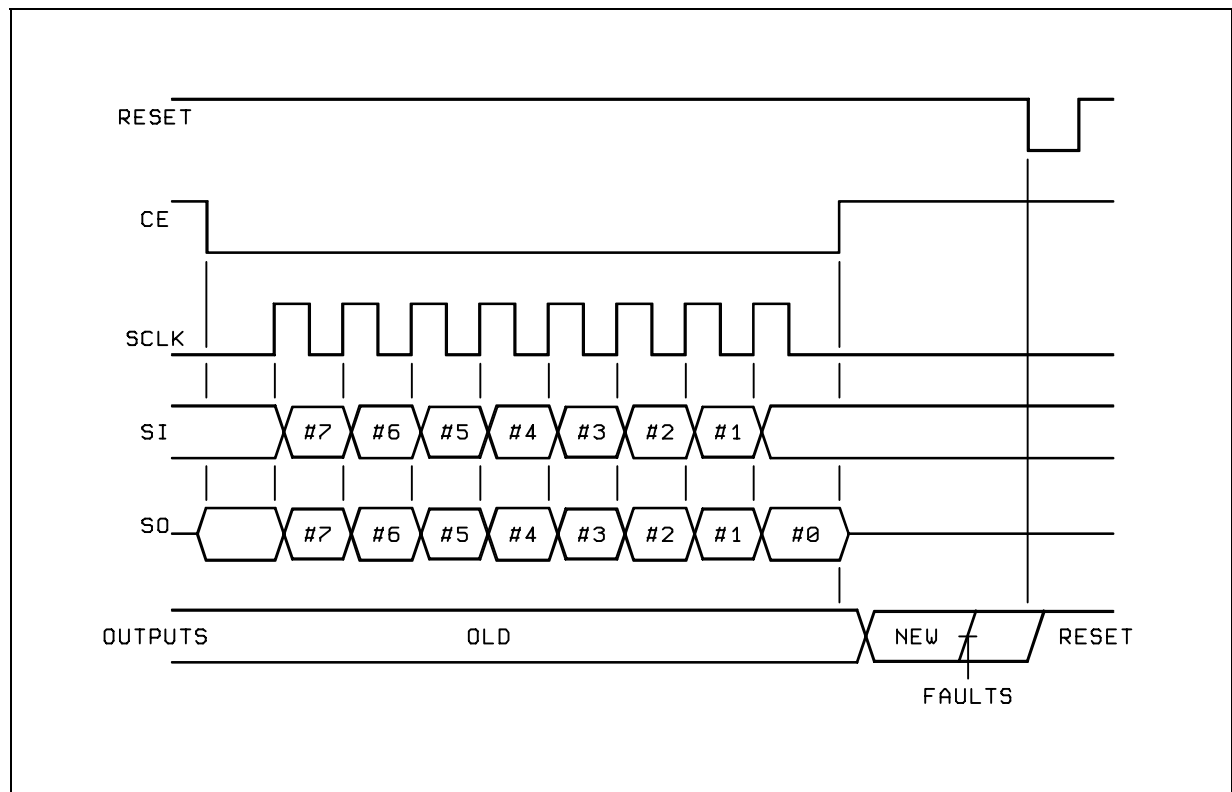 RESET
CE
SCLK
SI #7 #6 #5 #4 #3 #2 #1
SO #7 #6 #5 #4 #3 #2 #1 #0
OUTPUTS OLD NEW RESET
FAULTS